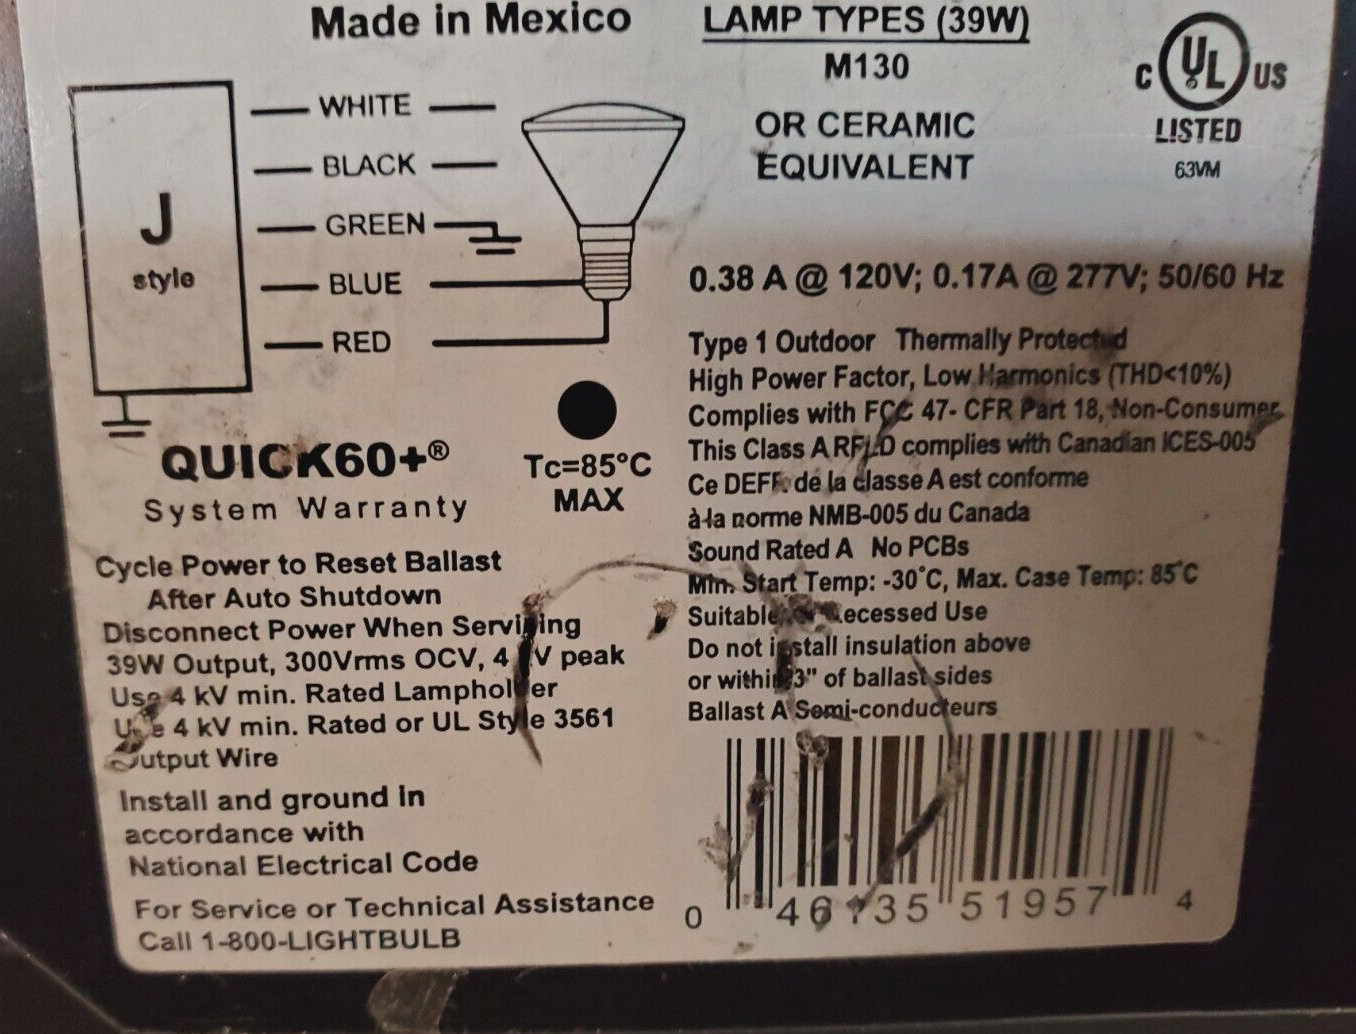 Made in Mexico
J
style
WHITE
BLACK
GREEN
BLUE
RED
QUICK60+®
System Warranty
Tc=85°C
MAX
Cycle Power to Reset Ballast
After Auto Shutdown
Disconnect Power When Servicing
39W Output, 300Vrms OCV, 4 V peak
Use 4 kV min. Rated Lampholder
Use 4 kV min. Rated or UL Style 3561
Output Wire
Install and ground in
accordance with
National Electrical Code
For Service or Technical Assistance
Call 1-800-LIGHTBULB
LAMP TYPES (39W)
M130
OR CERAMIC
EQUIVALENT
C UL US
LISTED
63VM
0.38 A @ 120V; 0.17A @ 277V; 50/60 Hz
Type 1 Outdoor Thermally Protected
High Power Factor, Low Harmonics (THD<10%)
Complies with FCC 47- CFR Part 18, Non-Consumer
This Class A RFLD complies with Canadian ICES-005
Ce DEFR de la classe A est conforme
à la norme NMB-005 du Canada
Sound Rated A No PCBs
Min. Start Temp: -30°C, Max. Case Temp: 85°C
Suitable for Recessed Use
Do not install insulation above
or within 3" of ballast sides
Ballast A Semi-conducteurs
0 46135 51957 4